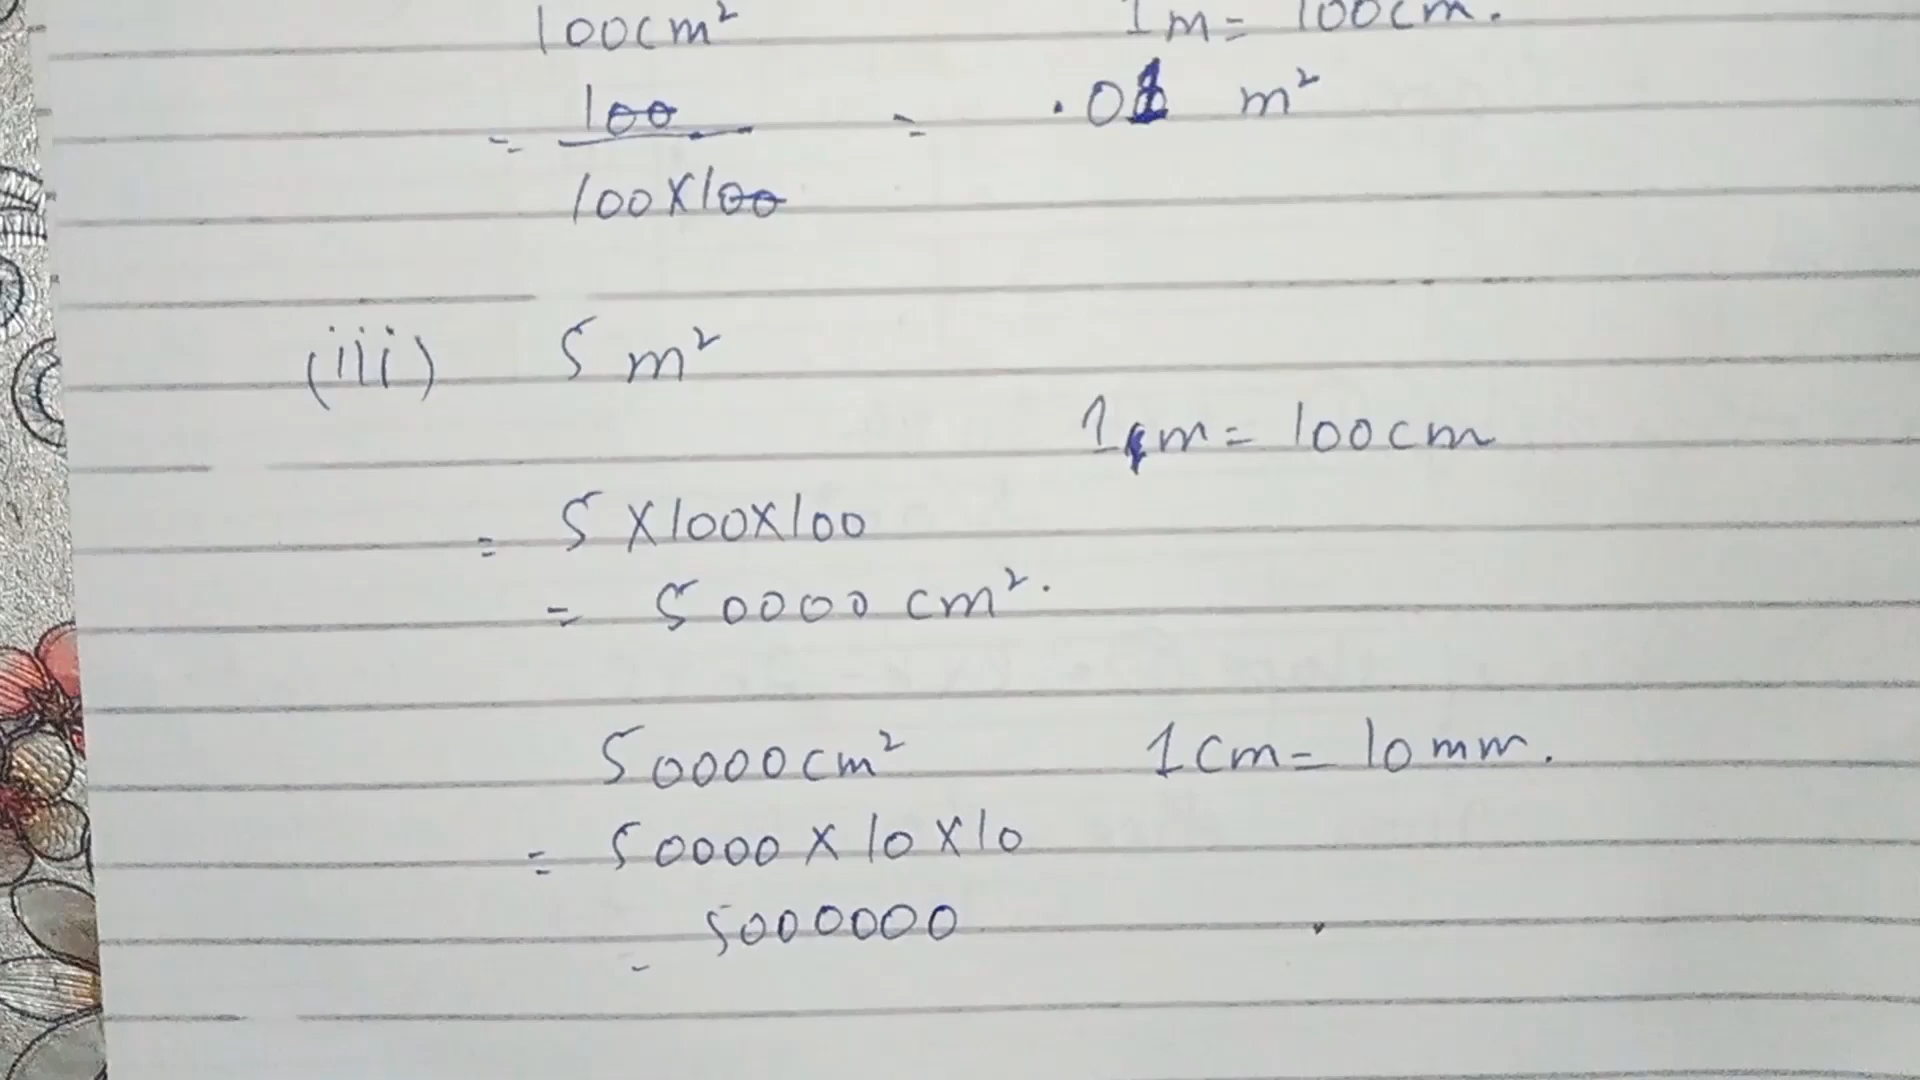 100cm² 1m = 100cm.
= 100 / 100×100 = .01 m²
(iii) 5 m²
1 m = 100cm
= 5×100×100
= 50000 cm².
50000cm² 1cm = 10mm.
= 50000×10×10
= 5000000